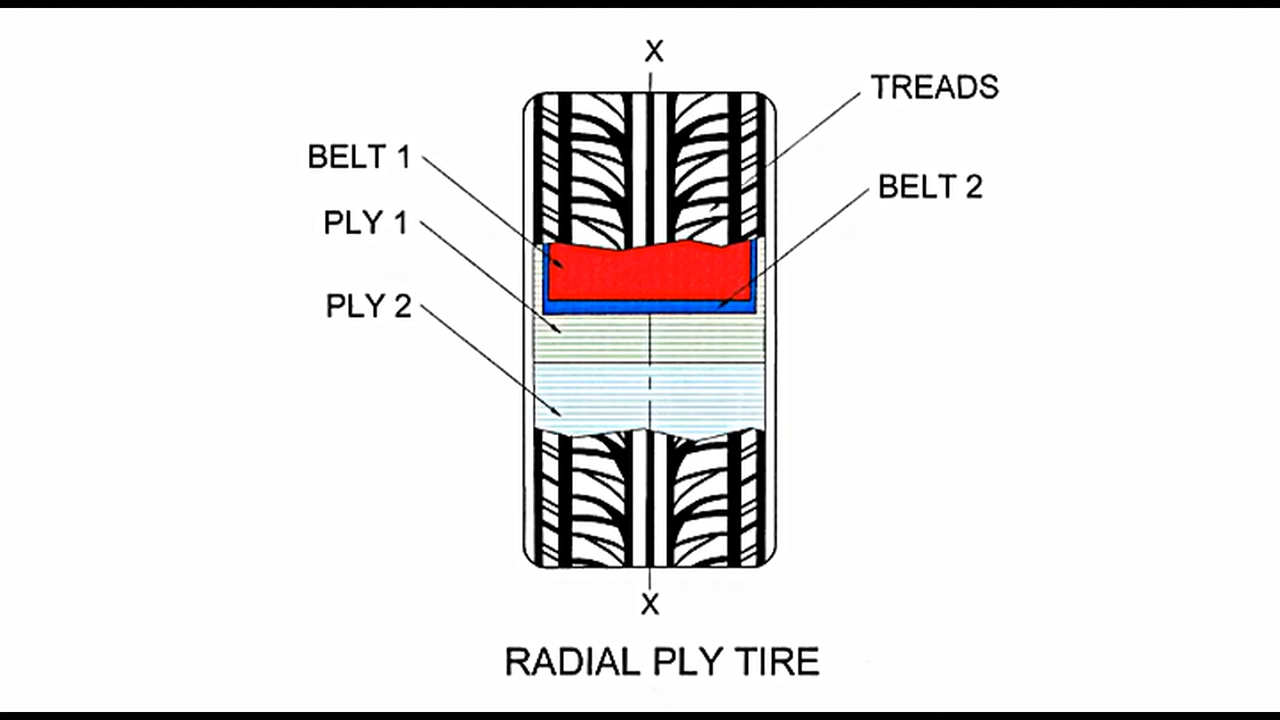 X
TREADS
BELT 1
BELT 2
PLY 1
PLY 2
X
RADIAL PLY TIRE